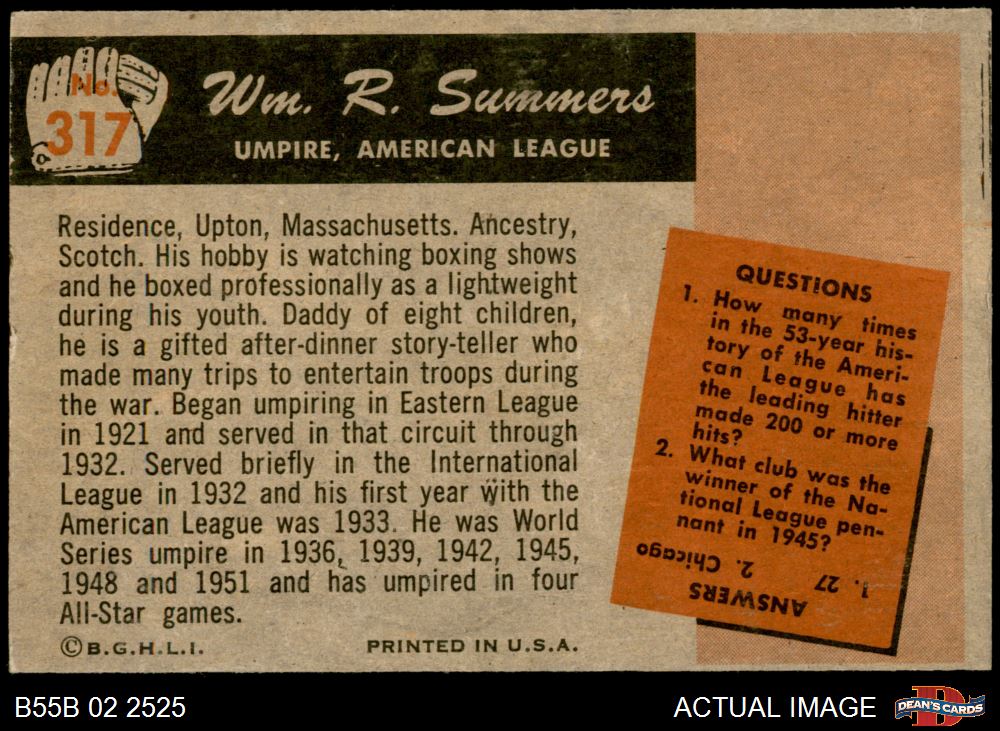 No.
317
Wm. R. Summers
UMPIRE, AMERICAN LEAGUE
Residence, Upton, Massachusetts. Ancestry,
Scotch. His hobby is watching boxing shows
and he boxed professionally as a lightweight
during his youth. Daddy of eight children,
he is a gifted after-dinner story-teller who
made many trips to entertain troops during
the war. Began umpiring in Eastern League
in 1921 and served in that circuit through
1932. Served briefly in the International
League in 1932 and his first year with the
American League was 1933. He was World
Series umpire in 1936, 1939, 1942, 1945,
1948 and 1951 and has umpired in four
All-Star games.
©B.G.H.L.I.
PRINTED IN U.S.A.
QUESTIONS
1. How many times
in the 53-year his-
tory of the Ameri-
can League has
the leading hitter
made 200 or more
hits?
2. What club was the
winner of the Na-
tional League pen-
nant in 1945?
ANSWERS
1. 27 2. Chicago
B55B 02 2525
ACTUAL IMAGE
D
DEAN'S CARDS